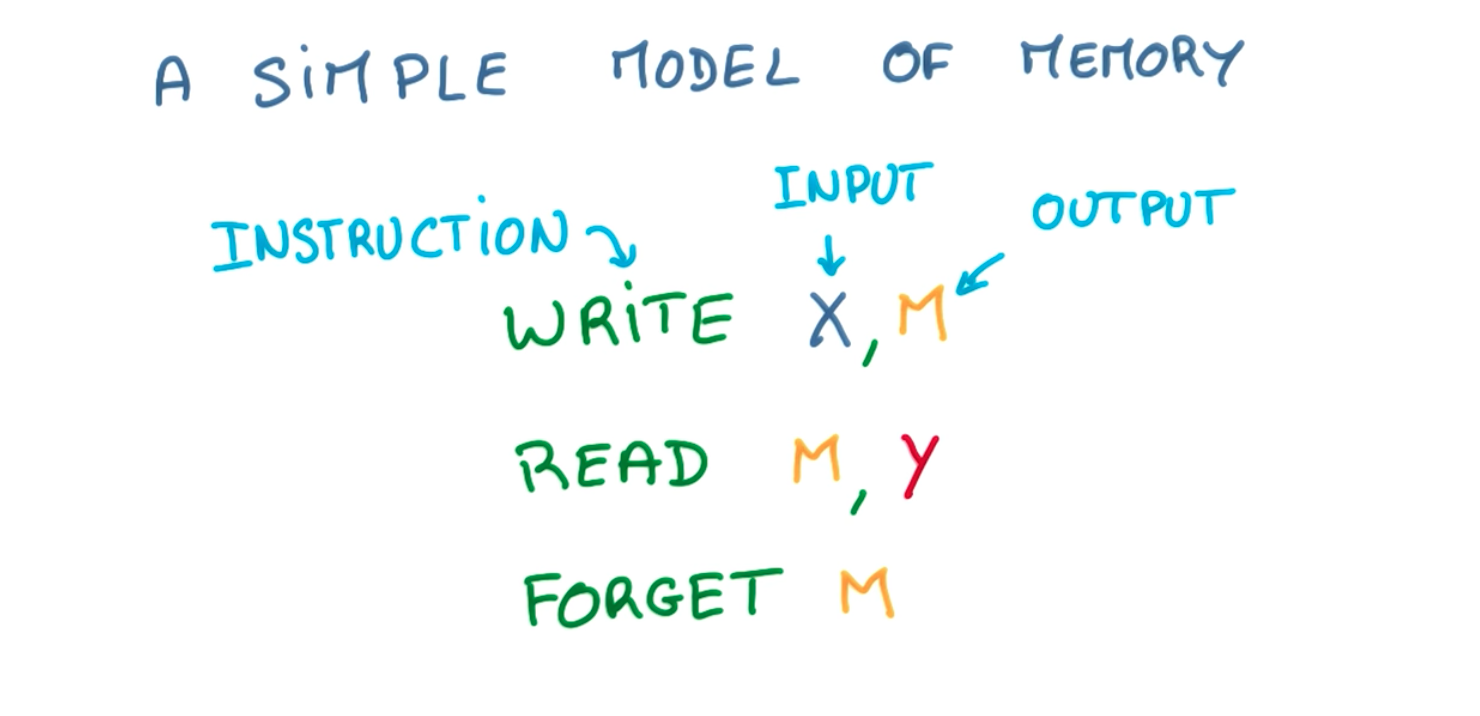 A SiMPLE MODEL OF MEMORY
INPUT
OUTPUT
INSTRUCTiON
WRiTE X, M
READ M, Y
FORGET M